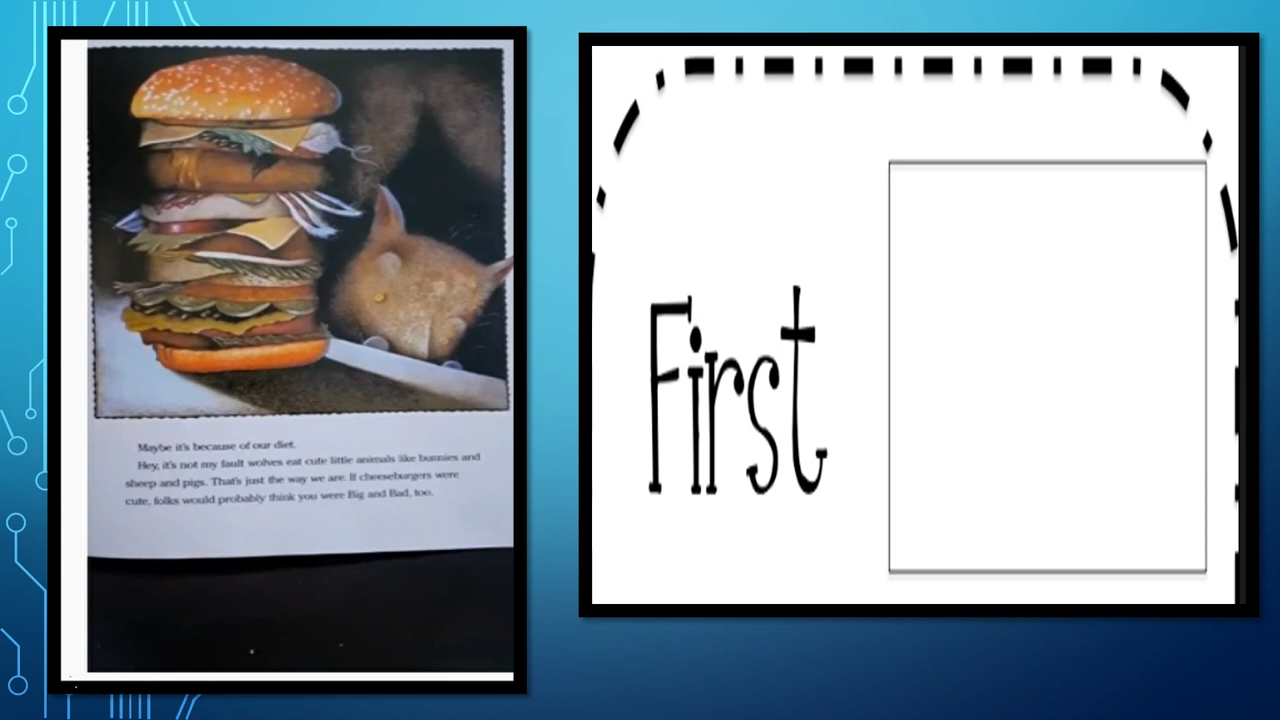 Maybe it's because of our diet.
Hey, it's not my fault wolves eat cute little animals like bunnies and
sheep and pigs. That's just the way we are. If cheeseburgers were
cute, folks would probably think you were Big and Bad, too.
First